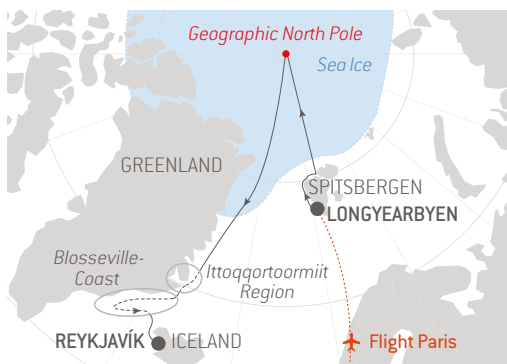 Geographic North Pole
Sea Ice
GREENLAND
SPITSBERGEN
LONGYEARBYEN
Blosseville-
Coast
Ittoqqortoormiit
Region
REYKJAVÍK
ICELAND
Flight Paris